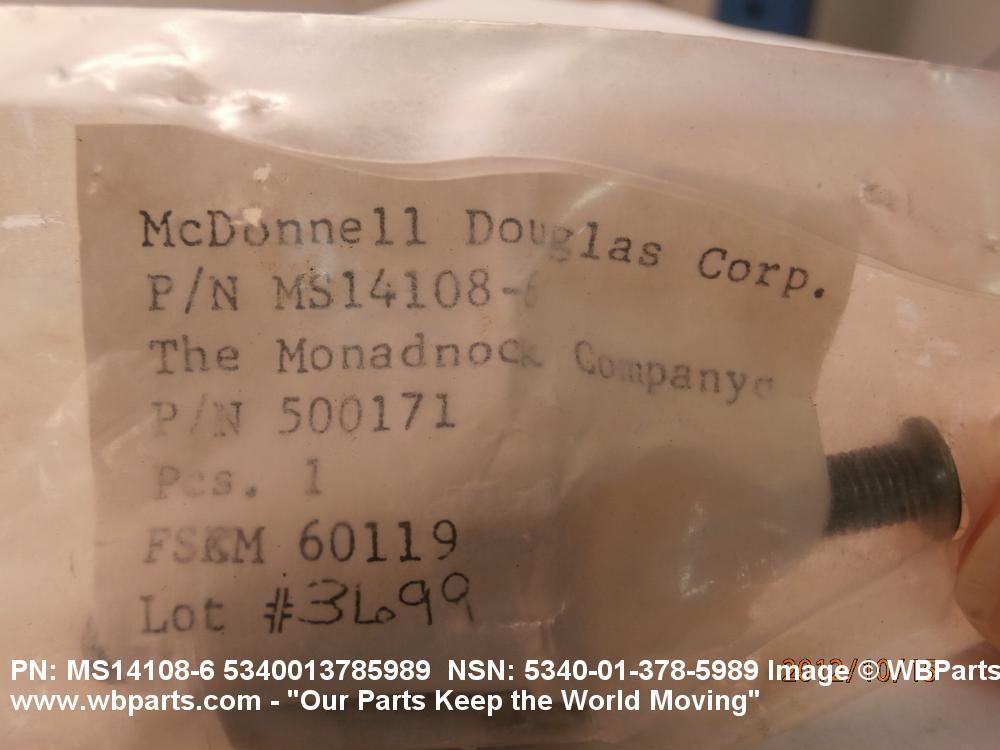 McDonnell Douglas Corp.
P/N MS14108-6
The Monadnock Company
P/N 500171
Pcs. 1
FSCM 60119
Lot #3699
PN: MS14108-6 5340013785989 NSN: 5340-01-378-5989 Image © WBParts
www.wbparts.com - "Our Parts Keep the World Moving"